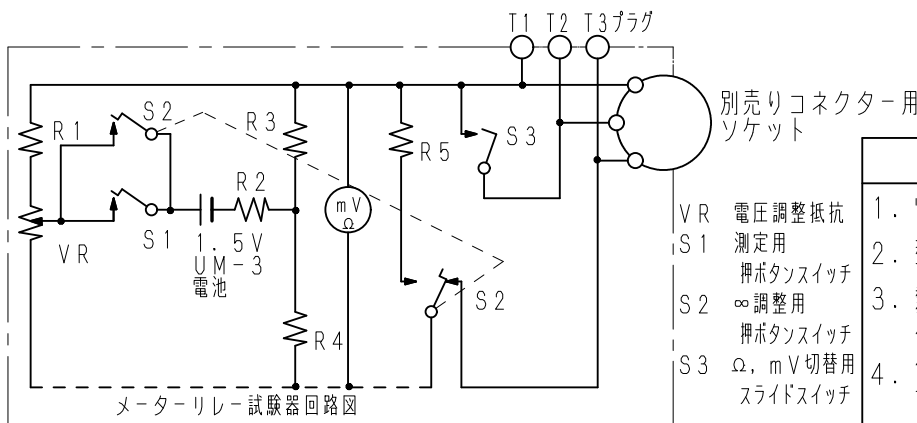 T1 T2 T3プラグ
別売りコネクター用
ソケット
R1
S2
R3
R5
S3
R2
mV
Ω
S1
VR
1.5V
UM-3
電池
S2
R4
メーターリレー試験器回路図
VR 電圧調整抵抗
S1 測定用
押ボタンスイッチ
S2 ∞調整用
押ボタンスイッチ
S3 Ω,mV切替用
スライドスイッチ
1.
2.
3.
4.